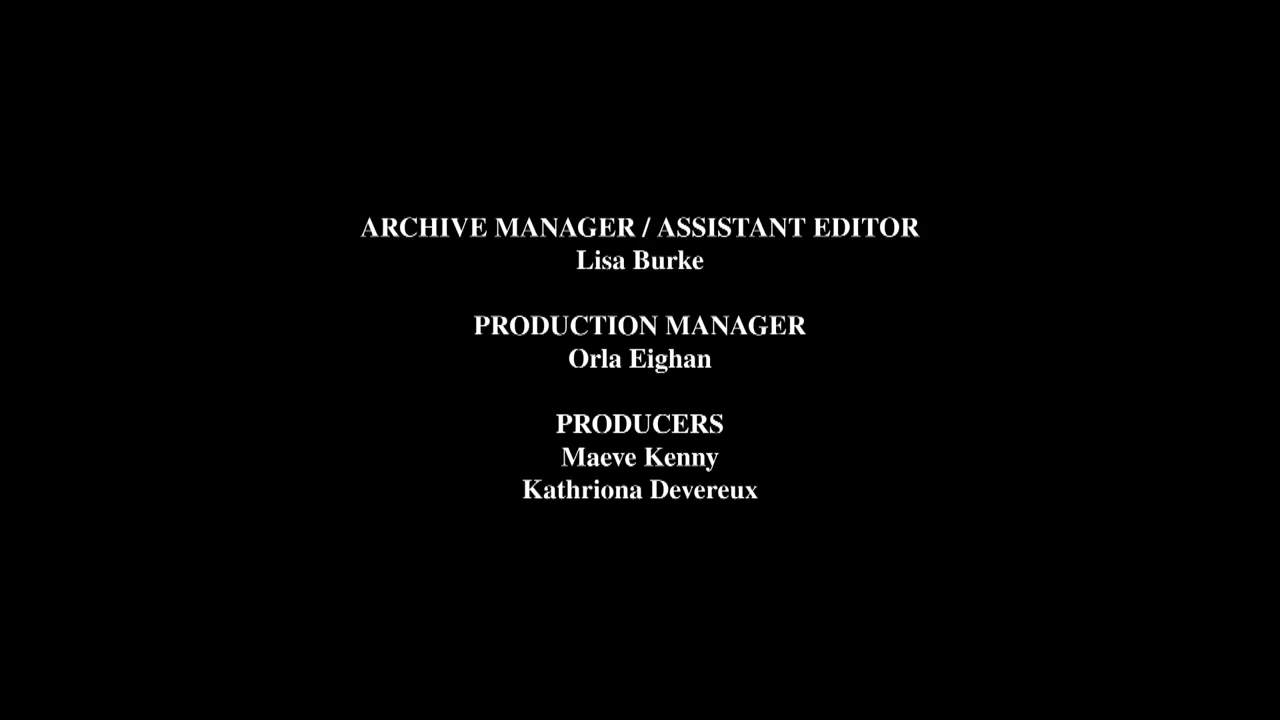 ARCHIVE MANAGER / ASSISTANT EDITOR
Lisa Burke
PRODUCTION MANAGER
Orla Eighan
PRODUCERS
Maeve Kenny
Kathriona Devereux